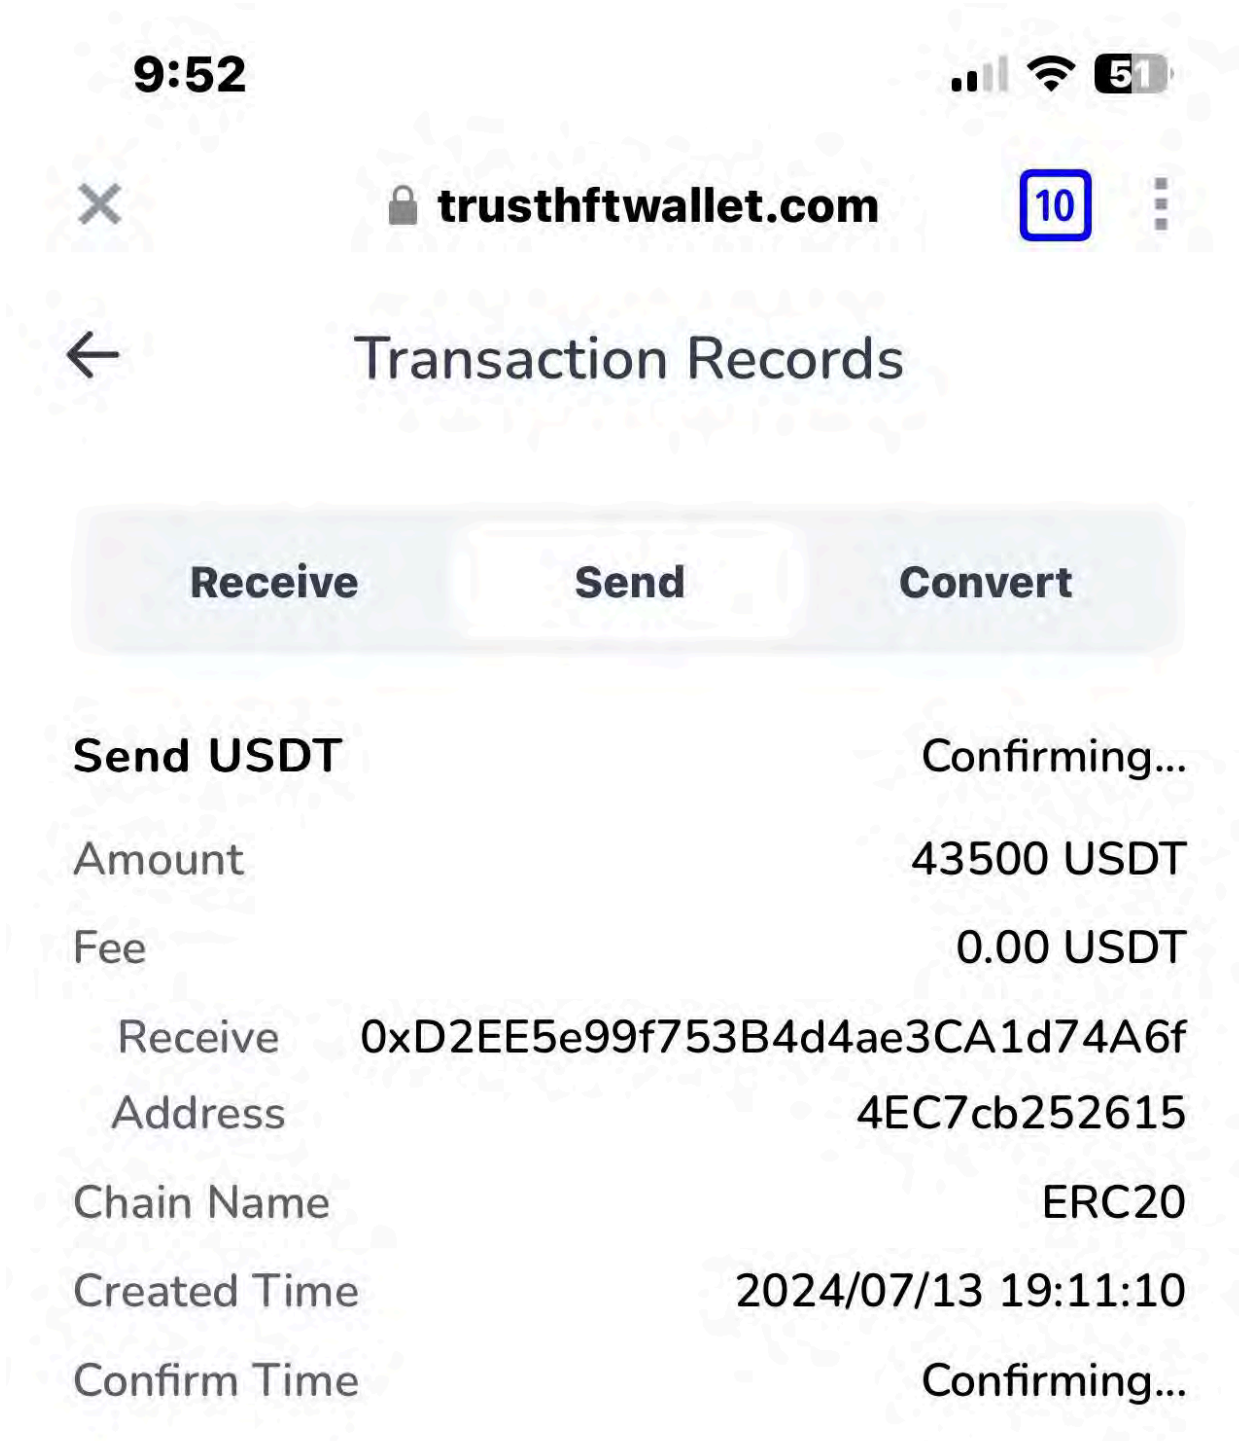 9:52
51
trusthftwallet.com
10
Transaction Records
Receive
Send
Convert
Send USDT
Confirming...
Amount
43500 USDT
Fee
0.00 USDT
Receive
0xD2EE5e99f753B4d4ae3CA1d74A6f
Address
4EC7cb252615
Chain Name
ERC20
Created Time
2024/07/13 19:11:10
Confirm Time
Confirming...